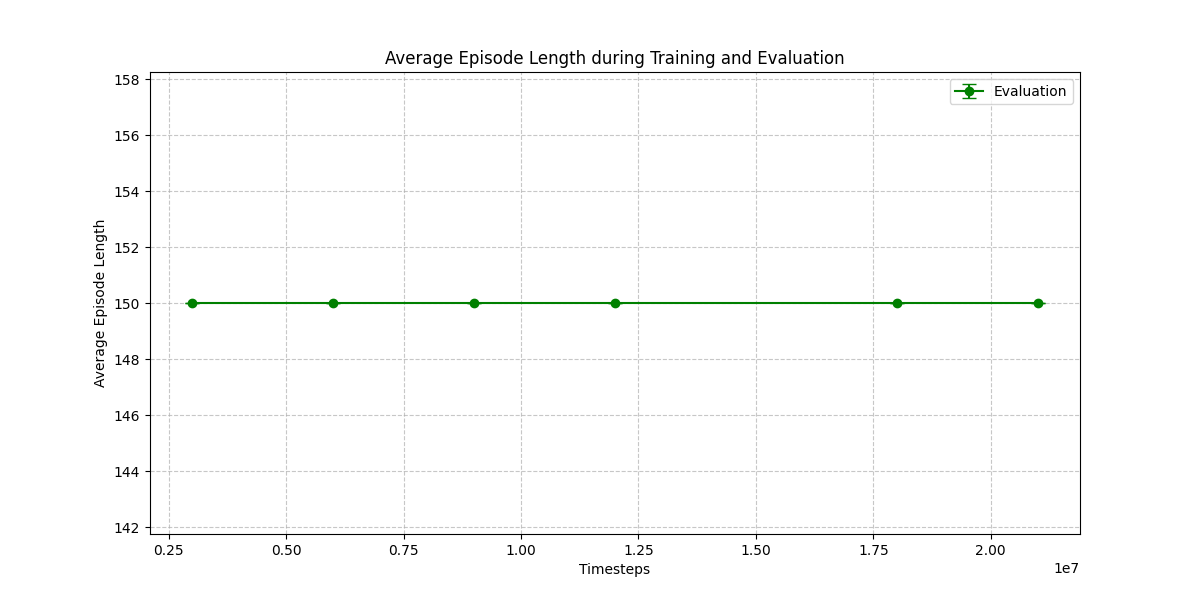 Average Episode Length during Training and Evaluation
Evaluation
158
156
154
152
150
148
146
144
142
Average Episode Length
0.25 0.50 0.75 1.00 1.25 1.50 1.75 2.00
1e7
Timesteps